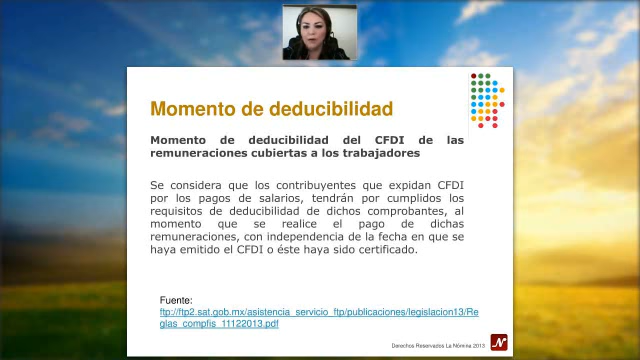 Momento de deducibilidad
Momento de deducibilidad del CFDI de las
remuneraciones cubiertas a los trabajadores
Se considera que los contribuyentes que expidan CFDI
por los pagos de salarios, tendrán por cumplidos los
requisitos de deducibilidad de dichos comprobantes, al
momento que se realice el pago de dichas
remuneraciones, con independencia de la fecha en que se
haya emitido el CFDI o éste haya sido certificado.
Fuente:
ftp://ftp2.sat.gob.mx/asistencia_servicio_ftp/publicaciones/legislacion13/Re
glas_compfis_11122013.pdf
Derechos Reservados La Nómina 2013
N